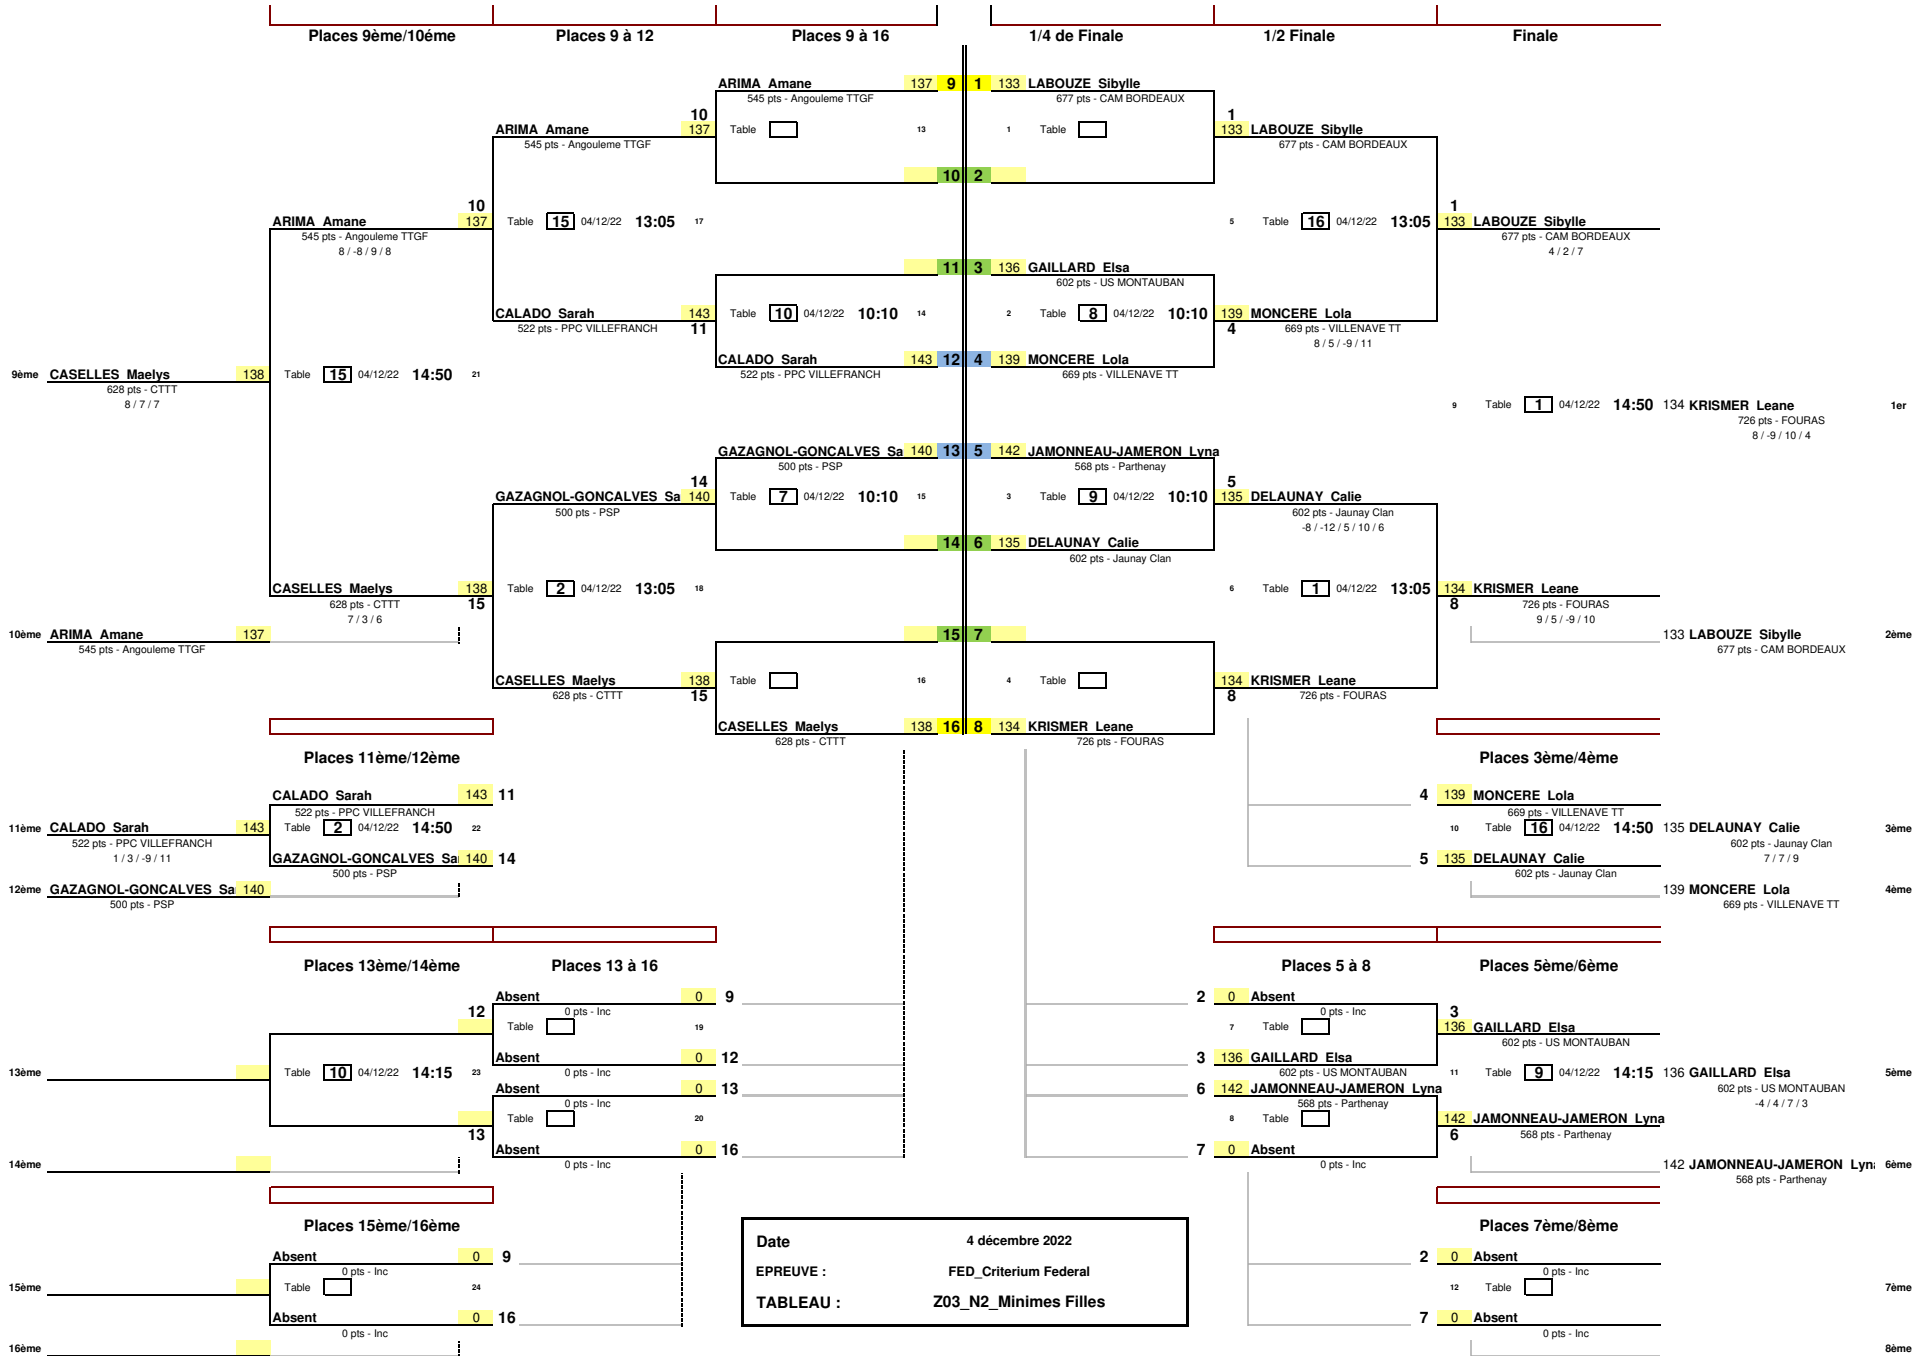 Places 9ème/10éme Places 9 à 12 Places 9 à 16 1/4 de Finale 1/2 Finale Finale
ARIMA Amane 137 9 1 133 LABOUZE Sibylle
545 pts - Angouleme TTGF 677 pts - CAM BORDEAUX
10 1
ARIMA Amane 137 Table 13 1 Table 133 LABOUZE Sibylle
545 pts - Angouleme TTGF 677 pts - CAM BORDEAUX
10 2
10 1
ARIMA Amane 137 Table 15 04/12/22 13:05 17 5 Table 16 04/12/22 13:05 133 LABOUZE Sibylle
545 pts - Angouleme TTGF 677 pts - CAM BORDEAUX
8 / -8 / 9 / 8 4 / 2 / 7
11 3 136 GAILLARD Elsa
602 pts - US MONTAUBAN
CALADO Sarah 143 Table 10 04/12/22 10:10 14 2 Table 8 04/12/22 10:10 139 MONCERE Lola
522 pts - PPC VILLEFRANCH 11 4 669 pts - VILLENAVE TT
8 / 5 / -9 / 11
CALADO Sarah 143 12 4 139 MONCERE Lola
522 pts - PPC VILLEFRANCH 669 pts - VILLENAVE TT
9ème CASELLES Maelys 138 Table 15 04/12/22 14:50 21
628 pts - CTTT
8 / 7 / 7
9 Table 1 04/12/22 14:50 134 KRISMER Leane 1er
726 pts - FOURAS
8 / -9 / 10 / 4
GAZAGNOL-GONCALVES Sa 140 13 5 142 JAMONNEAU-JAMERON Lyna
500 pts - PSP 568 pts - Parthenay
14 5
GAZAGNOL-GONCALVES Sa 140 Table 7 04/12/22 10:10 15 3 Table 9 04/12/22 10:10 135 DELAUNAY Calie
500 pts - PSP 602 pts - Jaunay Clan
-8 / -12 / 5 / 10 / 6
14 6 135 DELAUNAY Calie
602 pts - Jaunay Clan
CASELLES Maelys 138 Table 2 04/12/22 13:05 18 6 Table 1 04/12/22 13:05 134 KRISMER Leane
628 pts - CTTT 15 8 726 pts - FOURAS
7 / 3 / 6 9 / 5 / -9 / 10
10ème ARIMA Amane 137 15 7 133 LABOUZE Sibylle 2ème
545 pts - Angouleme TTGF 677 pts - CAM BORDEAUX
CASELLES Maelys 138 Table 16 4 Table 134 KRISMER Leane
628 pts - CTTT 15 8 726 pts - FOURAS
CASELLES Maelys 138 16 8 134 KRISMER Leane
628 pts - CTTT 726 pts - FOURAS
Places 11ème/12ème Places 3ème/4ème
CALADO Sarah 143 11 4 139 MONCERE Lola
522 pts - PPC VILLEFRANCH 669 pts - VILLENAVE TT
11ème CALADO Sarah 143 Table 2 04/12/22 14:50 22 10 Table 16 04/12/22 14:50 135 DELAUNAY Calie 3ème
522 pts - PPC VILLEFRANCH 602 pts - Jaunay Clan
1 / 3 / -9 / 11 7 / 7 / 9
GAZAGNOL-GONCALVES Sa 140 14 5 135 DELAUNAY Calie
500 pts - PSP 602 pts - Jaunay Clan
12ème GAZAGNOL-GONCALVES Sa 140 139 MONCERE Lola 4ème
500 pts - PSP 669 pts - VILLENAVE TT
Places 13ème/14ème Places 13 à 16 Places 5 à 8 Places 5ème/6ème
Absent 0 9 2 0 Absent
0 pts - Inc 0 pts - Inc
12 Table 19 7 Table 3
136 GAILLARD Elsa
602 pts - US MONTAUBAN
Absent 0 12 3 136 GAILLARD Elsa
0 pts - Inc 602 pts - US MONTAUBAN
13ème Table 10 04/12/22 14:15 23 11 Table 9 04/12/22 14:15 136 GAILLARD Elsa 5ème
602 pts - US MONTAUBAN
-4 / 4 / 7 / 3
Absent 0 13 6 142 JAMONNEAU-JAMERON Lyna
0 pts - Inc 568 pts - Parthenay
Table 20 8 Table 142 JAMONNEAU-JAMERON Lyna
13 6 568 pts - Parthenay
Absent 0 16 7 0 Absent
0 pts - Inc 0 pts - Inc
14ème 142 JAMONNEAU-JAMERON Lyn 6ème
568 pts - Parthenay
Places 15ème/16ème Places 7ème/8ème
Date 4 décembre 2022
EPREUVE : FED_Criterium Federal
TABLEAU : Z03_N2_Minimes Filles
Absent 0 9 2 0 Absent
0 pts - Inc 0 pts - Inc
15ème Table 24 12 Table 7ème
Absent 0 16 7 0 Absent
0 pts - Inc 0 pts - Inc
16ème 8ème